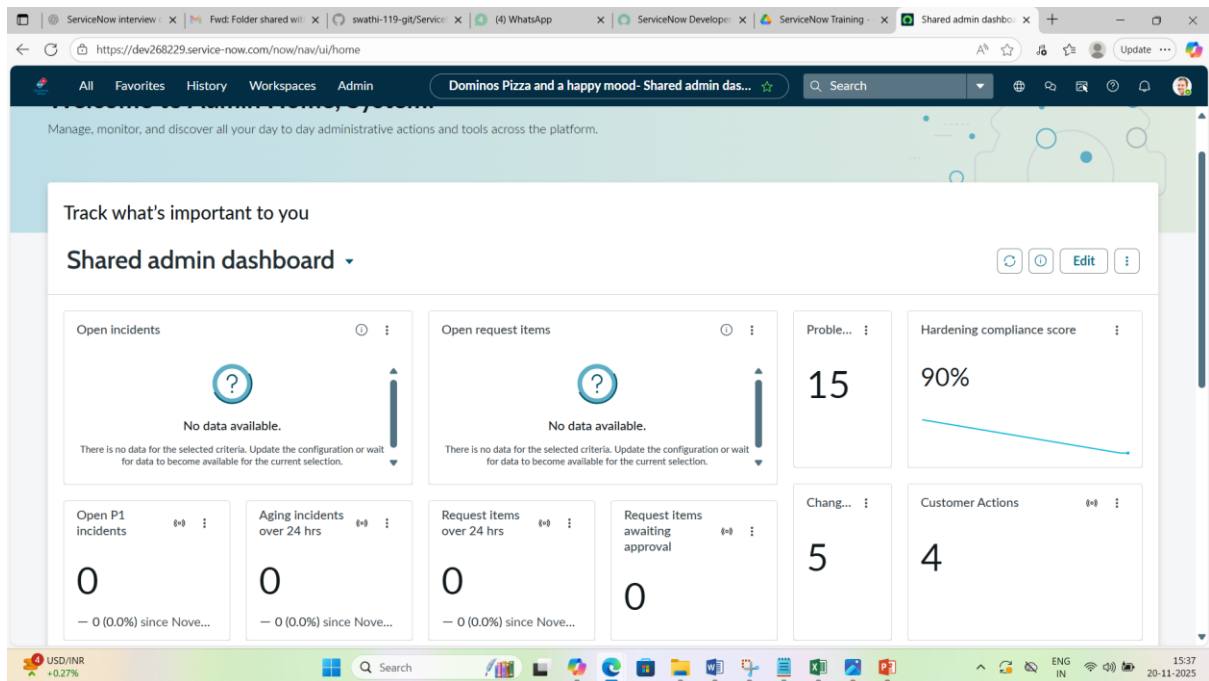 ServiceNow interview c
Fwd: Folder shared wit
swathi-119-git/Service
(4) WhatsApp
ServiceNow Develope
ServiceNow Training -
Shared admin dashbo
https://dev268229.service-now.com/now/nav/ui/home
Update
All Favorites History Workspaces Admin
Dominos Pizza and a happy mood- Shared admin das...
Search
Manage, monitor, and discover all your day to day administrative actions and tools across the platform.
Track what's important to you
Shared admin dashboard
Edit
Open incidents
No data available.
There is no data for the selected criteria. Update the configuration or wait
for data to become available for the current selection.
Open request items
No data available.
There is no data for the selected criteria. Update the configuration or wait
for data to become available for the current selection.
Proble...
15
Hardening compliance score
90%
Open P1
incidents
0
— 0 (0.0%) since Nove...
Aging incidents
over 24 hrs
0
— 0 (0.0%) since Nove...
Request items
over 24 hrs
0
— 0 (0.0%) since Nove...
Request items
awaiting
approval
0
Chang...
5
Customer Actions
4
4
USD/INR
+0.27%
Search
ENG
IN
15:37
20-11-2025